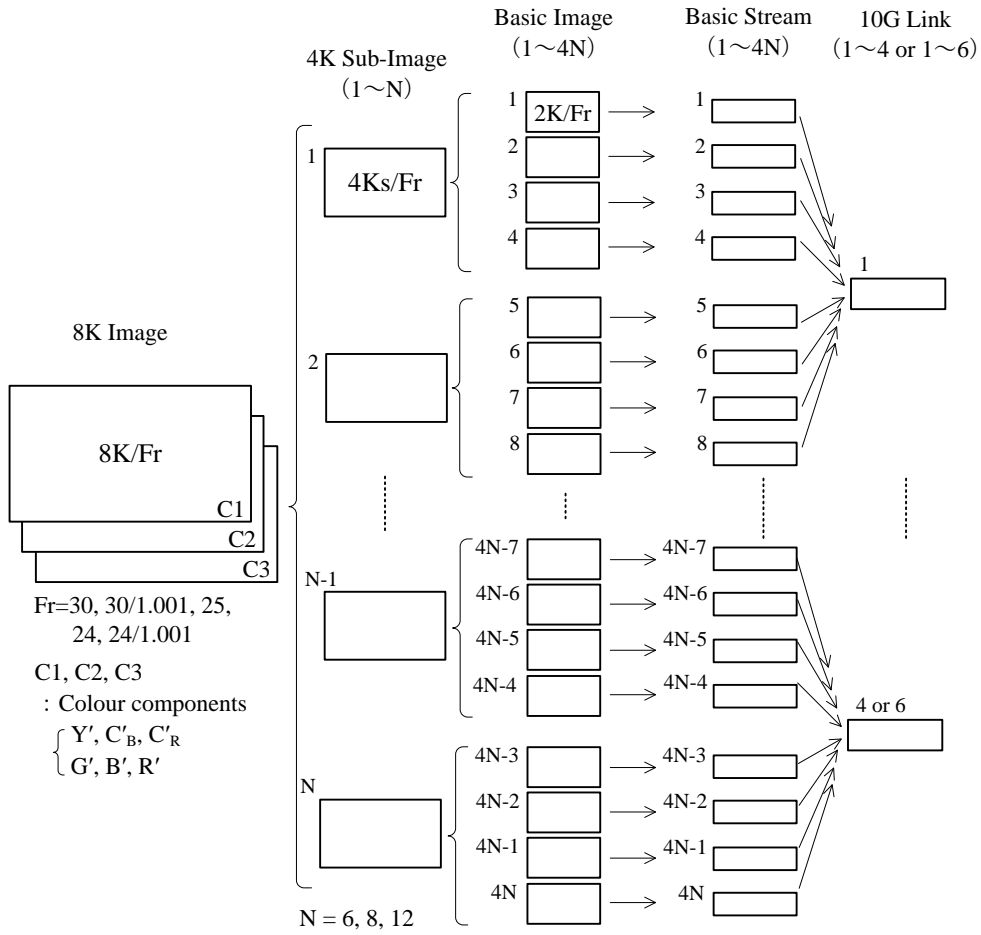 Basic Image
（1～4N）
Basic Stream
（1～4N）
10G Link
（1～4 or 1～6）
4K Sub-Image
（1～N）
8K Image
8K/Fr
C1
C2
C3
Fr=30, 30/1.001, 25,
24, 24/1.001
C1, C2, C3
: Colour components
Y′, C′B, C′R
G′, B′, R′
1
4Ks/Fr
2
N-1
N
N = 6, 8, 12
1
2K/Fr
2
3
4
5
6
7
8
4N-7
4N-6
4N-5
4N-4
4N-3
4N-2
4N-1
4N
1
2
3
4
5
6
7
8
4N-7
4N-6
4N-5
4N-4
4N-3
4N-2
4N-1
4N
1
4 or 6